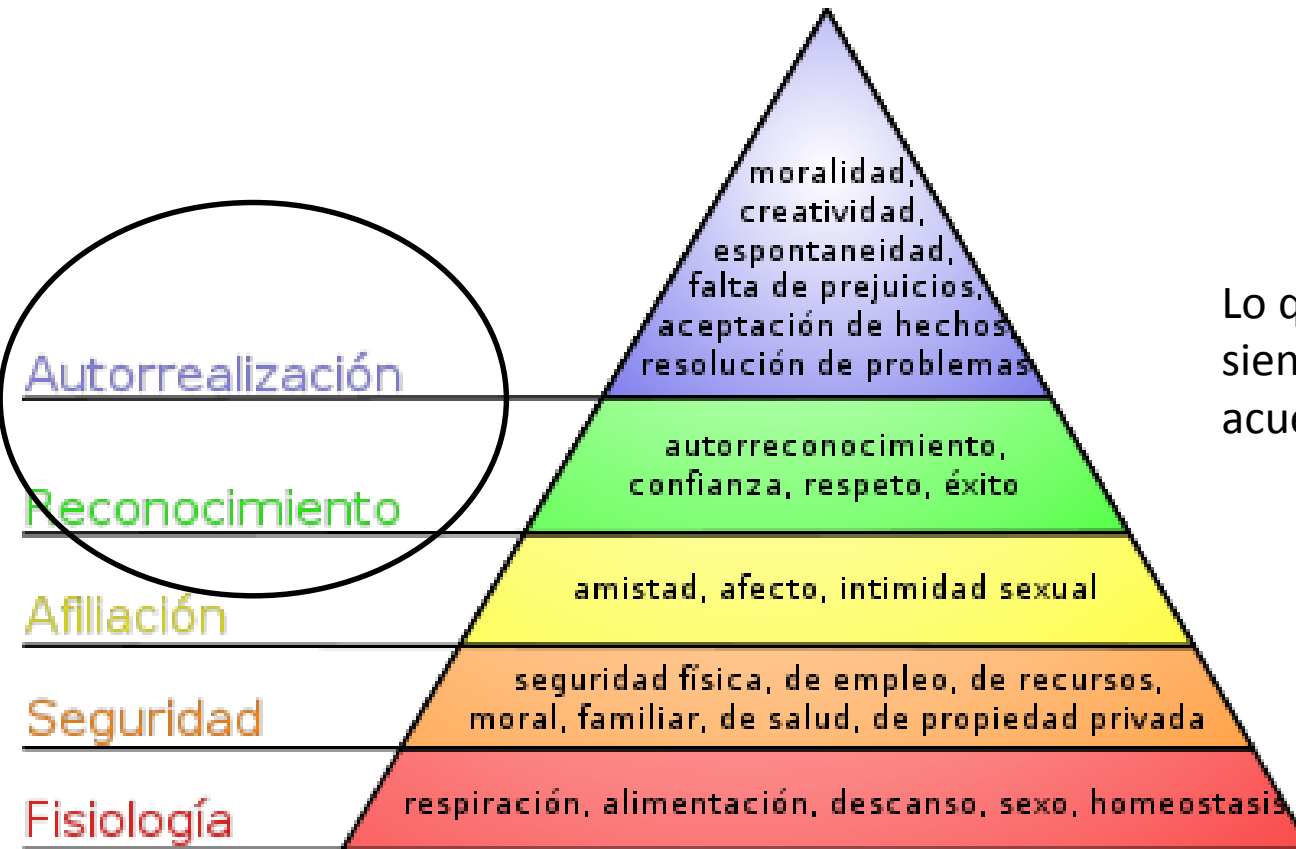 moralidad,
creatividad,
espontaneidad,
falta de prejuicios,
aceptación de hechos,
resolución de problemas
Autorrealización
autorreconocimiento,
confianza, respeto, éxito
Reconocimiento
amistad, afecto, intimidad sexual
Afiliación
seguridad física, de empleo, de recursos,
moral, familiar, de salud, de propiedad privada
Seguridad
respiración, alimentación, descanso, sexo, homeostasis
Fisiología
Lo